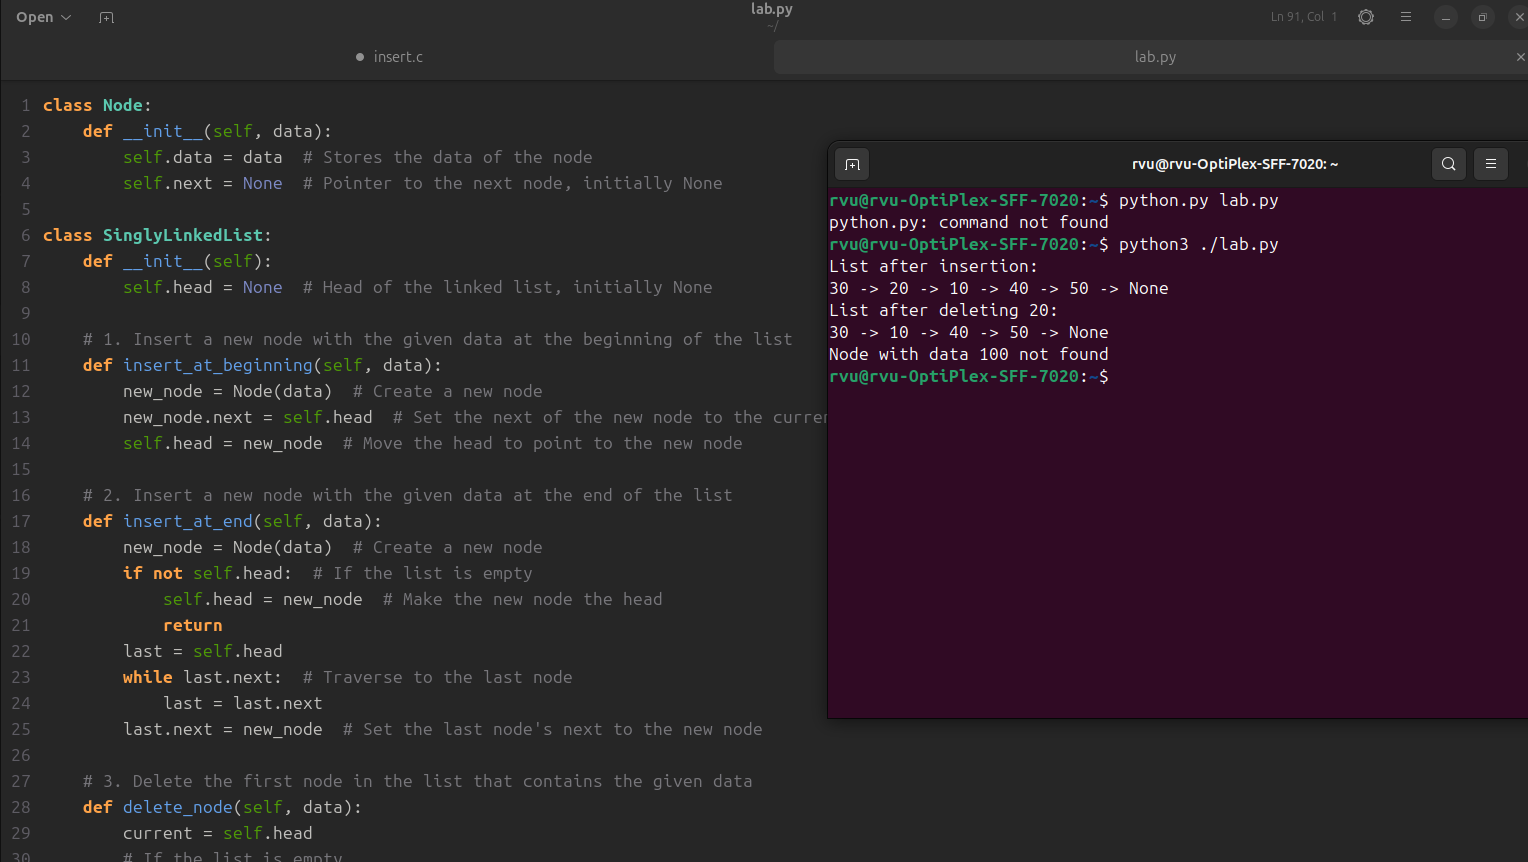 Open
lab.py
~/
Ln 91, Col 1
insert.c
lab.py
1 class Node:
2     def __init__(self, data):
3         self.data = data  # Stores the data of the node
4         self.next = None  # Pointer to the next node, initially None
5
6 class SinglyLinkedList:
7     def __init__(self):
8         self.head = None  # Head of the linked list, initially None
9
10     # 1. Insert a new node with the given data at the beginning of the list
11     def insert_at_beginning(self, data):
12         new_node = Node(data)  # Create a new node
13         new_node.next = self.head  # Set the next of the new node to the curren
14         self.head = new_node  # Move the head to point to the new node
15
16     # 2. Insert a new node with the given data at the end of the list
17     def insert_at_end(self, data):
18         new_node = Node(data)  # Create a new node
19         if not self.head:  # If the list is empty
20             self.head = new_node  # Make the new node the head
21             return
22         last = self.head
23         while last.next:  # Traverse to the last node
24             last = last.next
25         last.next = new_node  # Set the last node's next to the new node
26
27     # 3. Delete the first node in the list that contains the given data
28     def delete_node(self, data):
29         current = self.head
30         # If the list is empty
rvu@rvu-OptiPlex-SFF-7020: ~
rvu@rvu-OptiPlex-SFF-7020:~$ python.py lab.py
python.py: command not found
rvu@rvu-OptiPlex-SFF-7020:~$ python3 ./lab.py
List after insertion:
30 -> 20 -> 10 -> 40 -> 50 -> None
List after deleting 20:
30 -> 10 -> 40 -> 50 -> None
Node with data 100 not found
rvu@rvu-OptiPlex-SFF-7020:~$